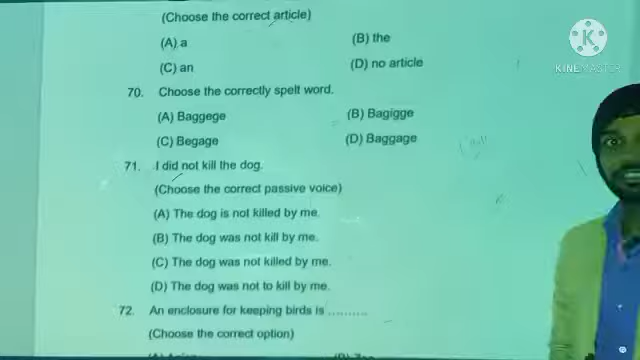 (Choose the correct article)
(A) a (B) the
(C) an (D) no article
70. Choose the correctly spelt word.
(A) Baggege (B) Bagigge
(C) Begage (D) Baggage
71. I did not kill the dog.
(Choose the correct passive voice)
(A) The dog is not killed by me.
(B) The dog was not kill by me.
(C) The dog was not killed by me.
(D) The dog was not to kill by me.
72. An enclosure for keeping birds is ..........
(Choose the correct option)
KINEMASTER